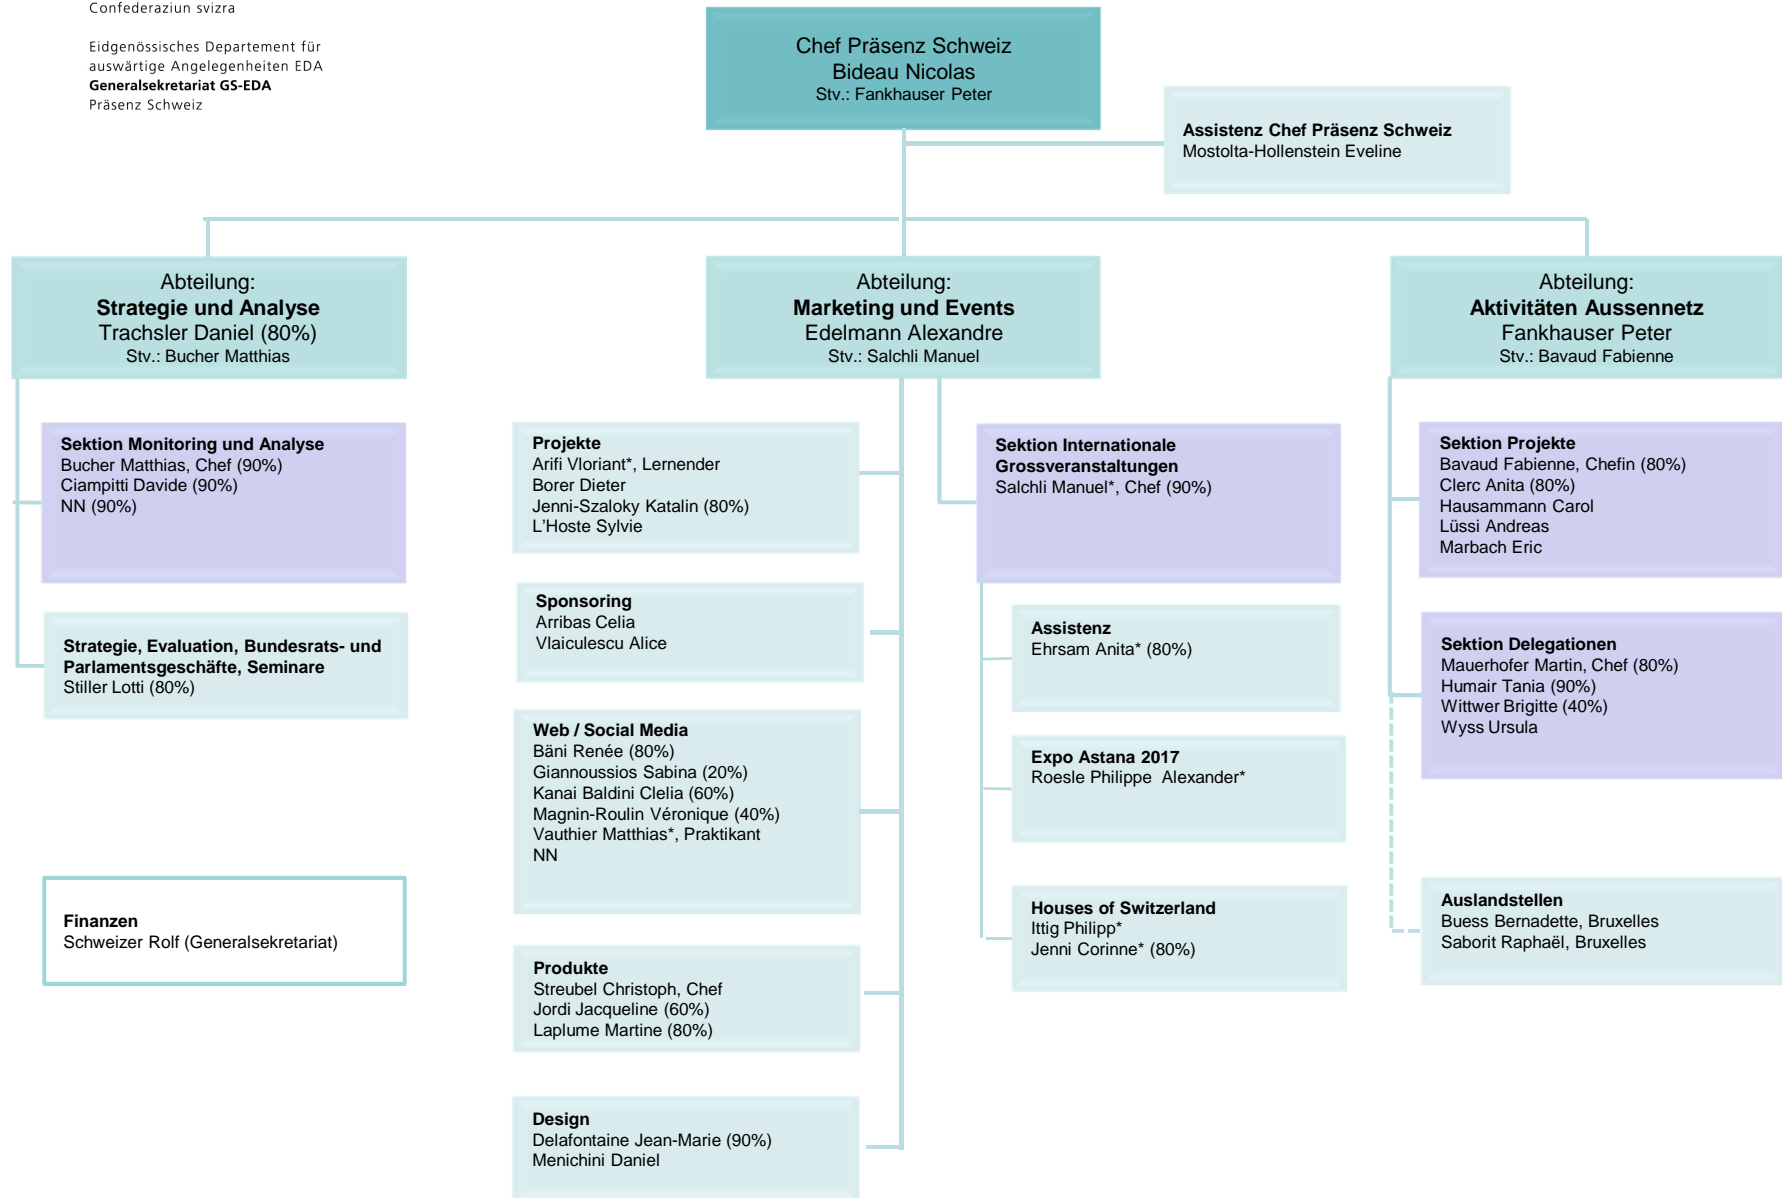 Confederaziun svizra
Eidgenössisches Departement für
auswärtige Angelegenheiten EDA
Generalsekretariat GS-EDA
Präsenz Schweiz
Chef Präsenz Schweiz
Bideau Nicolas
Stv.: Fankhauser Peter
Assistenz Chef Präsenz Schweiz
Mostolta-Hollenstein Eveline
Abteilung:
Strategie und Analyse
Trachsler Daniel (80%)
Stv.: Bucher Matthias
Sektion Monitoring und Analyse
Bucher Matthias, Chef (90%)
Ciampitti Davide (90%)
NN (90%)
Strategie, Evaluation, Bundesrats- und
Parlamentsgeschäfte, Seminare
Stiller Lotti (80%)
Finanzen
Schweizer Rolf (Generalsekretariat)
Abteilung:
Marketing und Events
Edelmann Alexandre
Stv.: Salchli Manuel
Projekte
Arifi Vloriant*, Lernender
Borer Dieter
Jenni-Szaloky Katalin (80%)
L'Hoste Sylvie
Sponsoring
Arribas Celia
Vlaiculescu Alice
Web / Social Media
Bäni Renée (80%)
Giannoussios Sabina (20%)
Kanai Baldini Clelia (60%)
Magnin-Roulin Véronique (40%)
Vauthier Matthias*, Praktikant
NN
Produkte
Streubel Christoph, Chef
Jordi Jacqueline (60%)
Laplume Martine (80%)
Design
Delafontaine Jean-Marie (90%)
Menichini Daniel
Sektion Internationale
Grossveranstaltungen
Salchli Manuel*, Chef (90%)
Assistenz
Ehrsam Anita* (80%)
Expo Astana 2017
Roesle Philippe  Alexander*
Houses of Switzerland
Ittig Philipp*
Jenni Corinne* (80%)
Abteilung:
Aktivitäten Aussennetz
Fankhauser Peter
Stv.: Bavaud Fabienne
Sektion Projekte
Bavaud Fabienne, Chefin (80%)
Clerc Anita (80%)
Hausammann Carol
Lüssi Andreas
Marbach Eric
Sektion Delegationen
Mauerhofer Martin, Chef (80%)
Humair Tania (90%)
Wittwer Brigitte (40%)
Wyss Ursula
Auslandstellen
Buess Bernadette, Bruxelles
Saborit Raphaël, Bruxelles